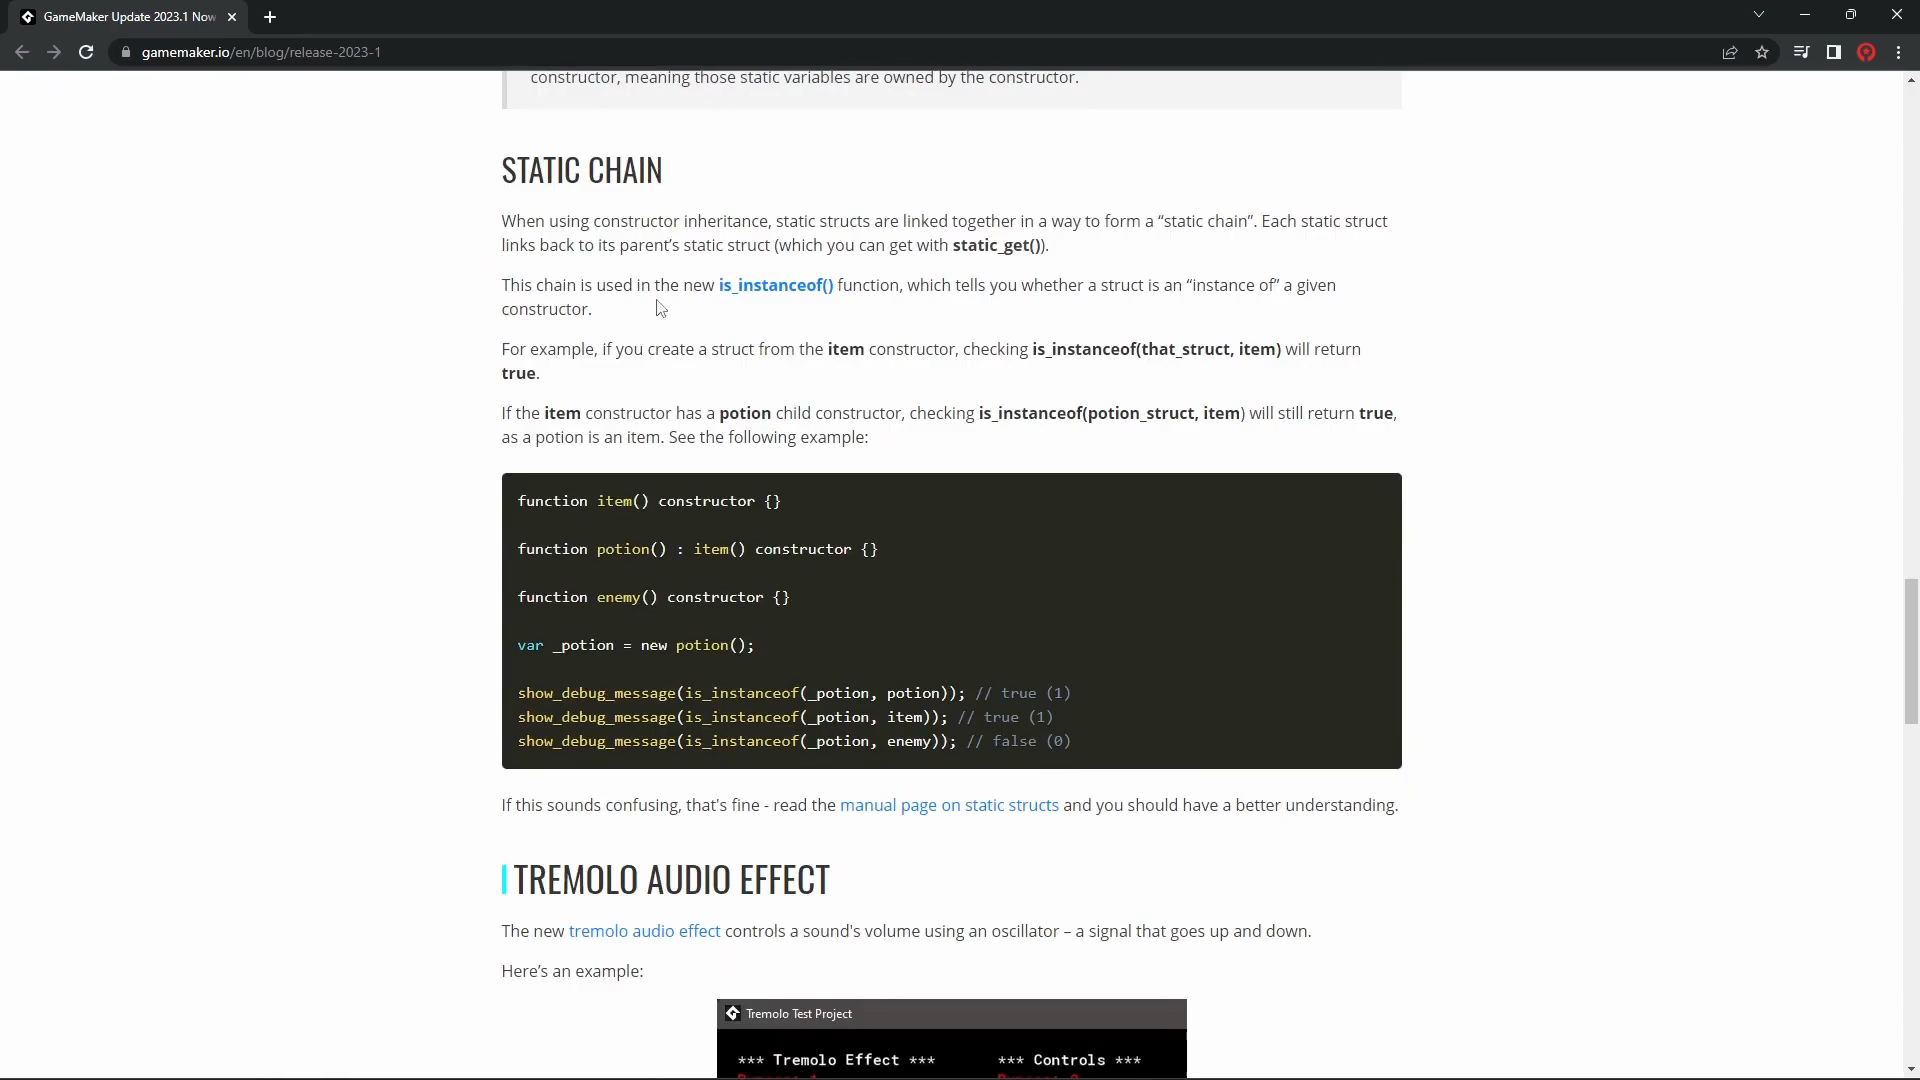 GameMaker Update 2023.1 Now
gamemaker.io/en/blog/release-2023-1
constructor, meaning those static variables are owned by the constructor.
STATIC CHAIN
When using constructor inheritance, static structs are linked together in a way to form a “static chain”. Each static struct
links back to its parent’s static struct (which you can get with static_get()).
This chain is used in the new is_instanceof() function, which tells you whether a struct is an “instance of” a given
constructor.
For example, if you create a struct from the item constructor, checking is_instanceof(that_struct, item) will return
true.
If the item constructor has a potion child constructor, checking is_instanceof(potion_struct, item) will still return true,
as a potion is an item. See the following example:
function item() constructor {}
function potion() : item() constructor {}
function enemy() constructor {}
var _potion = new potion();
show_debug_message(is_instanceof(_potion, potion)); // true (1)
show_debug_message(is_instanceof(_potion, item)); // true (1)
show_debug_message(is_instanceof(_potion, enemy)); // false (0)
If this sounds confusing, that's fine - read the manual page on static structs and you should have a better understanding.
TREMOLO AUDIO EFFECT
The new tremolo audio effect controls a sound's volume using an oscillator – a signal that goes up and down.
Here’s an example:
Tremolo Test Project
*** Tremolo Effect *** *** Controls ***